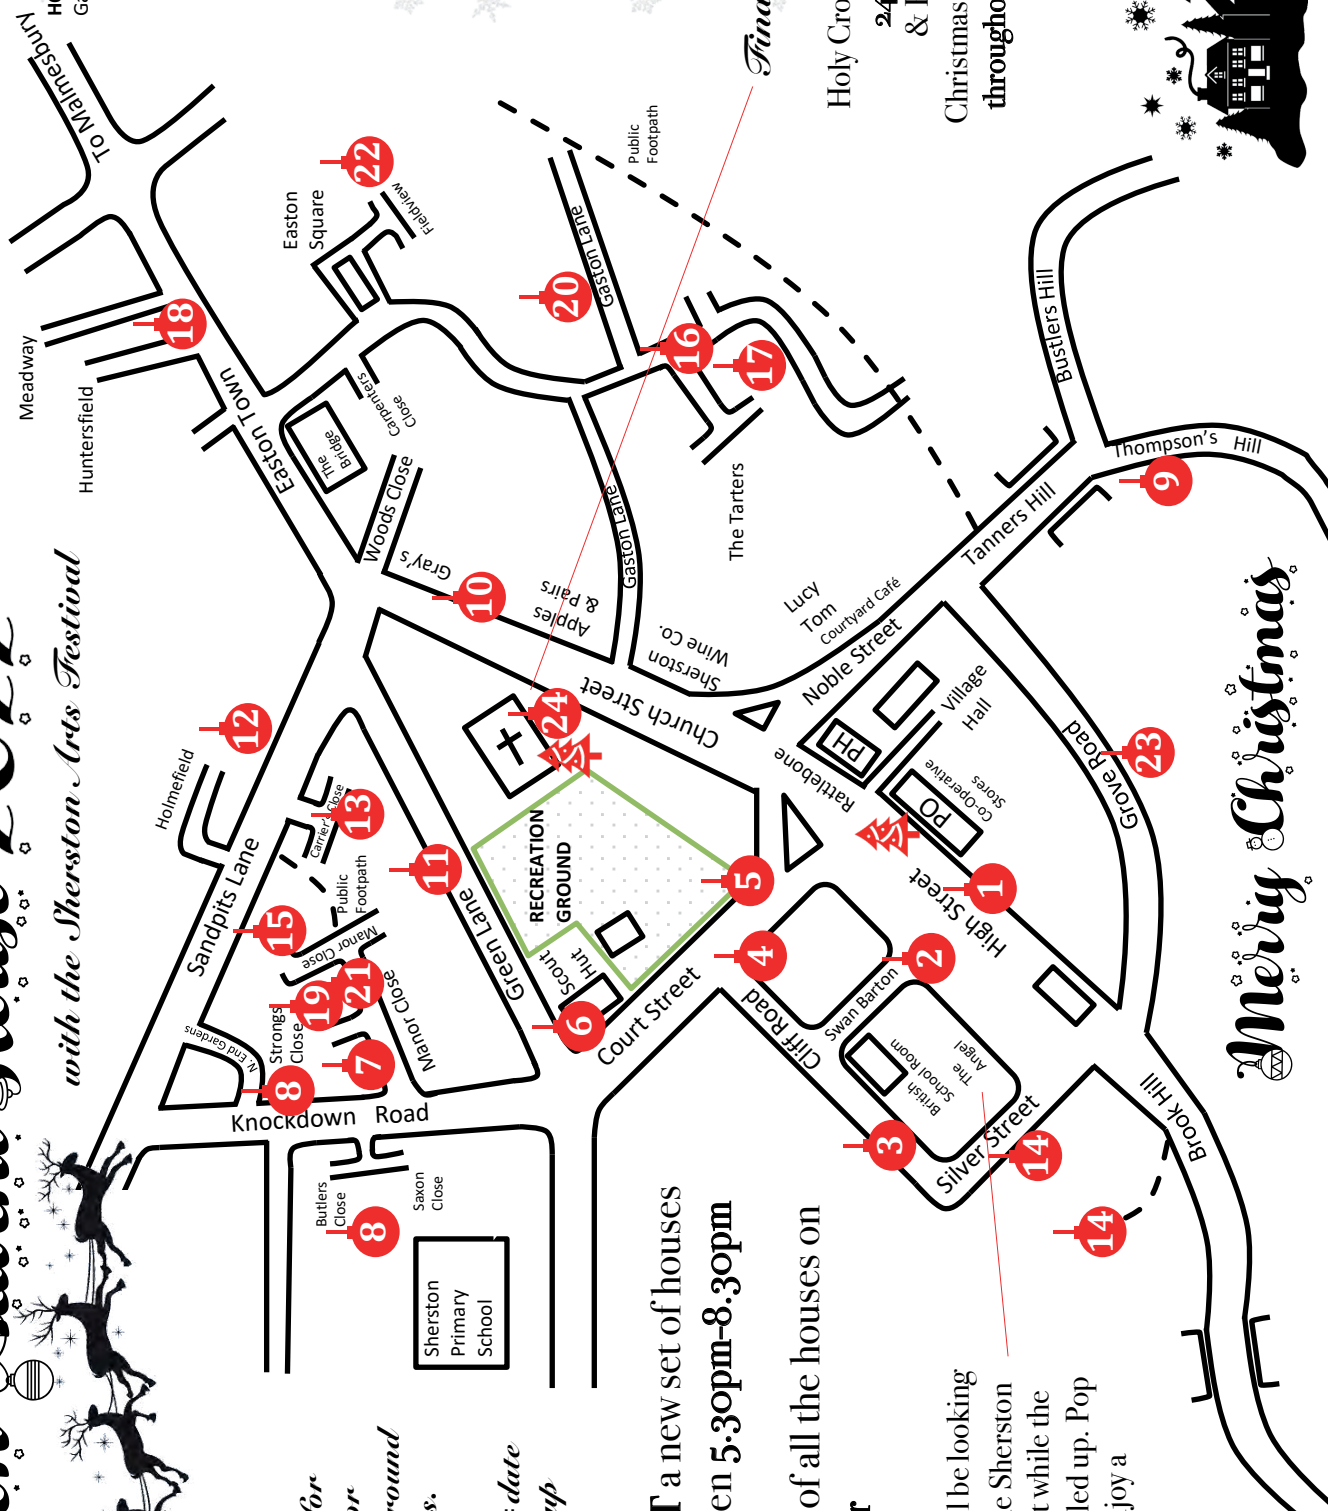 with the Sherston Arts Festival
To Malmesbury
Meadway
Huntersfield
18
Easton Town
Easton
Square
22
Fieldview
The
Bridge
Carpenters
Close
Woods Close
Gray's
10
Apples
& Pairs
Gaston Lane
20
Gaston Lane
Public
Footpath
16
17
The Tarters
Holmefield
12
Sandpits Lane
Carrier's Close
13
Public
Footpath
15
Manor Close
21
19
Strongs
Close
N. End Gardens
8
7
Manor Close
Knockdown Road
11
Green Lane
RECREATION
GROUND
Scout
Hut
6
Court Street
5
24
Church Street
Sherston
Wine Co.
Lucy
Tom
Courtyard Café
Noble Street
Tanners Hill
Bustlers Hill
Thompson's Hill
9
PH
Rattlebone
Village
Hall
PO
Co-Operative
Stores
Grove Road
23
High Street
1
4
Cliff Road
Swan Barton
2
British
School Room
The
Angel
3
Silver Street
14
14
Brook Hill
Butlers
Close
Saxon
Close
8
Sherston
Primary
School
a new set of houses
5.30pm-8.30pm
of all the houses on
be looking
Sherston
while the
up. Pop
a
Holy
24
&
Christmas
Merry Christmas